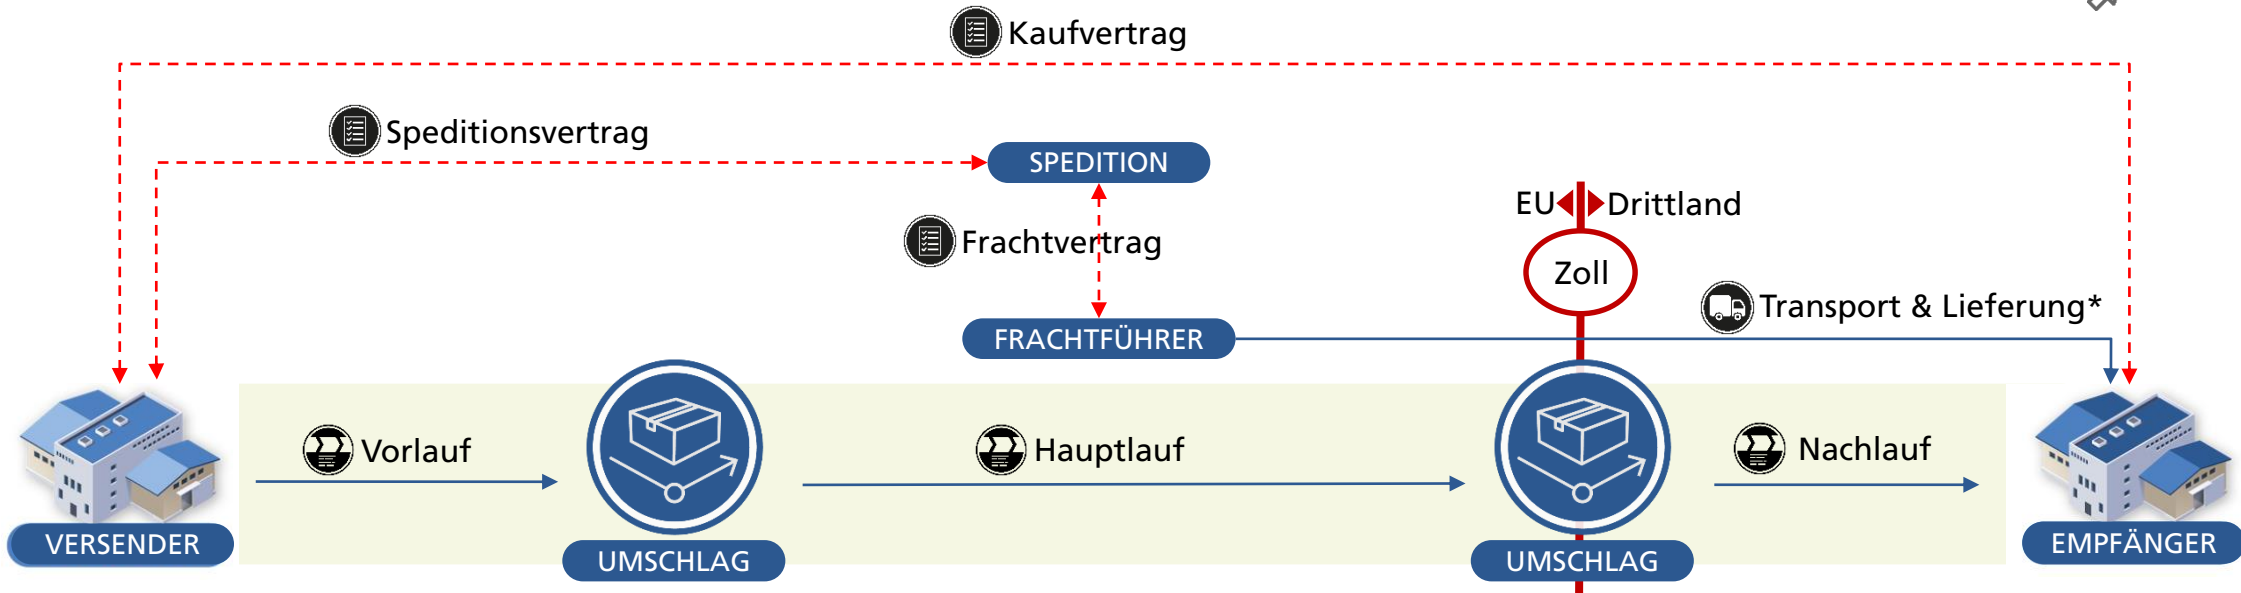 Kaufvertrag
Speditionsvertrag
SPEDITION
EU Drittland
Frachtvertrag
Zoll
Transport & Lieferung*
FRACHTFÜHRER
Vorlauf
Hauptlauf
Nachlauf
VERSENDER
UMSCHLAG
UMSCHLAG
EMPFÄNGER